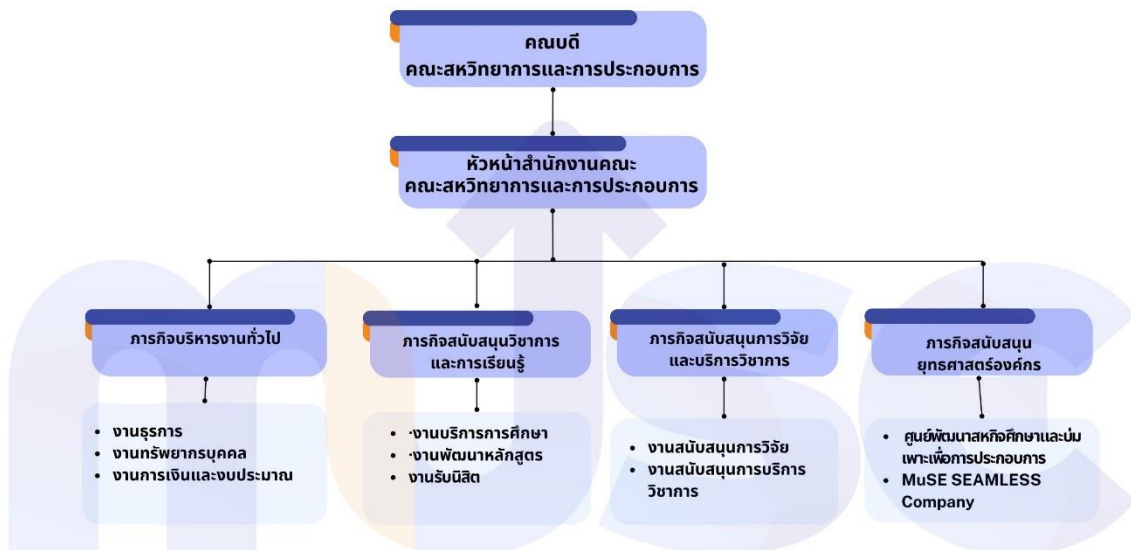 คณบดี
คณะสหวิทยาการและการประกอบการ
หัวหน้าสำนักงานคณะ
คณะสหวิทยาการและการประกอบการ
ภารกิจบริหารงานทั่วไป
• งานธุรการ
• งานทรัพยากรบุคคล
• งานการเงินและงบประมาณ
ภารกิจสนับสนุนวิชาการ
และการเรียนรู้
• ·งานบริการการศึกษา
• ·งานพัฒนาหลักสูตร
• งานรับนิสิต
ภารกิจสนับสนุนการวิจัย
และบริการวิชาการ
• งานสนับสนุนการวิจัย
• งานสนับสนุนการบริการ
วิชาการ
ภารกิจสนับสนุน
ยุทธศาสตร์องค์กร
• ศูนย์พัฒนาสหกิจศึกษาและบ่ม
เพาะเพื่อการประกอบการ
• MuSE SEAMLESS
Company